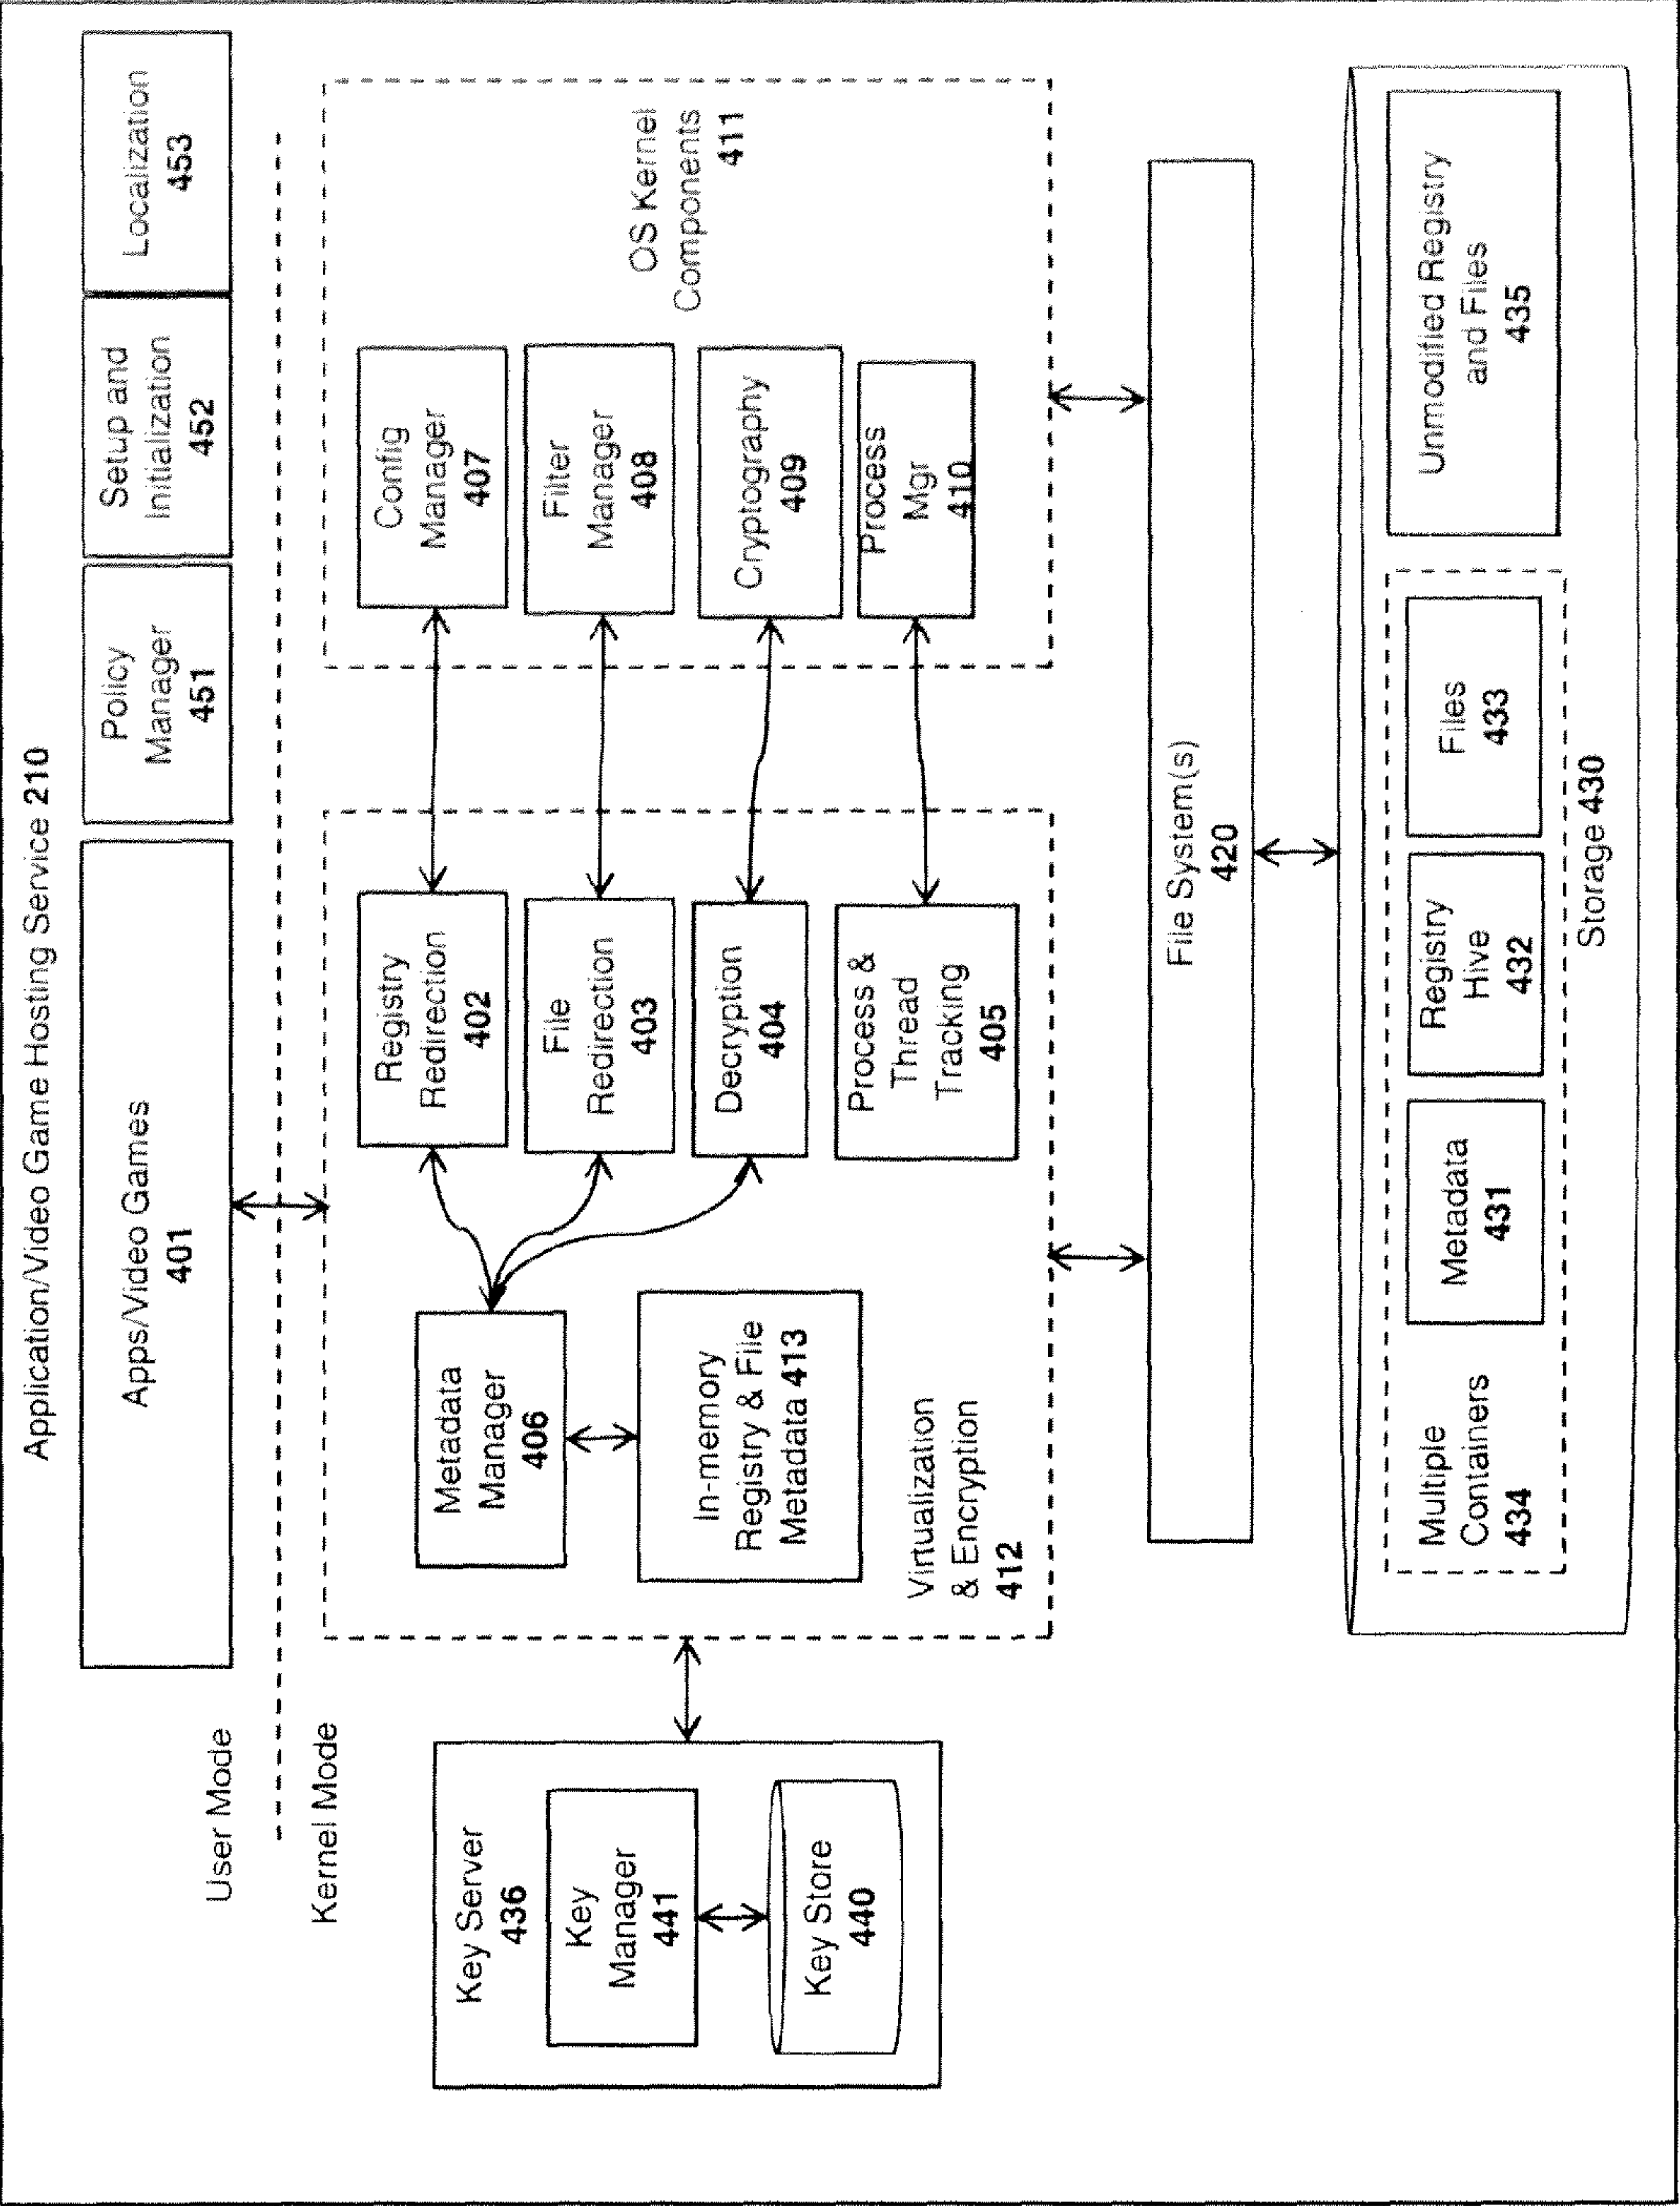 Application/Video Game Hosting Service 210
Apps/Video Games
401
Policy
Manager
451
Setup and
Initialization
452
Localization
453
User Mode
Kernel Mode
Key Server
436
Key
Manager
441
Key Store
440
Metadata
Manager
406
In-memory
Registry & File
Metadata 413
Virtualization
& Encryption
412
Registry
Redirection
402
File
Redirection
403
Decryption
404
Process &
Thread
Tracking
405
Config
Manager
407
Filter
Manager
408
Cryptography
409
Process
Mgr
410
OS Kernel
Components
411
File System(s)
420
Multiple
Containers
434
Metadata
431
Registry
Hive
432
Files
433
Unmodified Registry
and Files
435
Storage 430